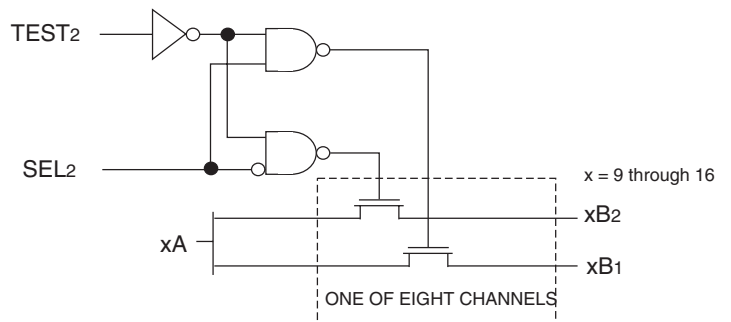 TEST2
SEL2
x = 9 through 16
xB2
xA
xB1
ONE OF EIGHT CHANNELS